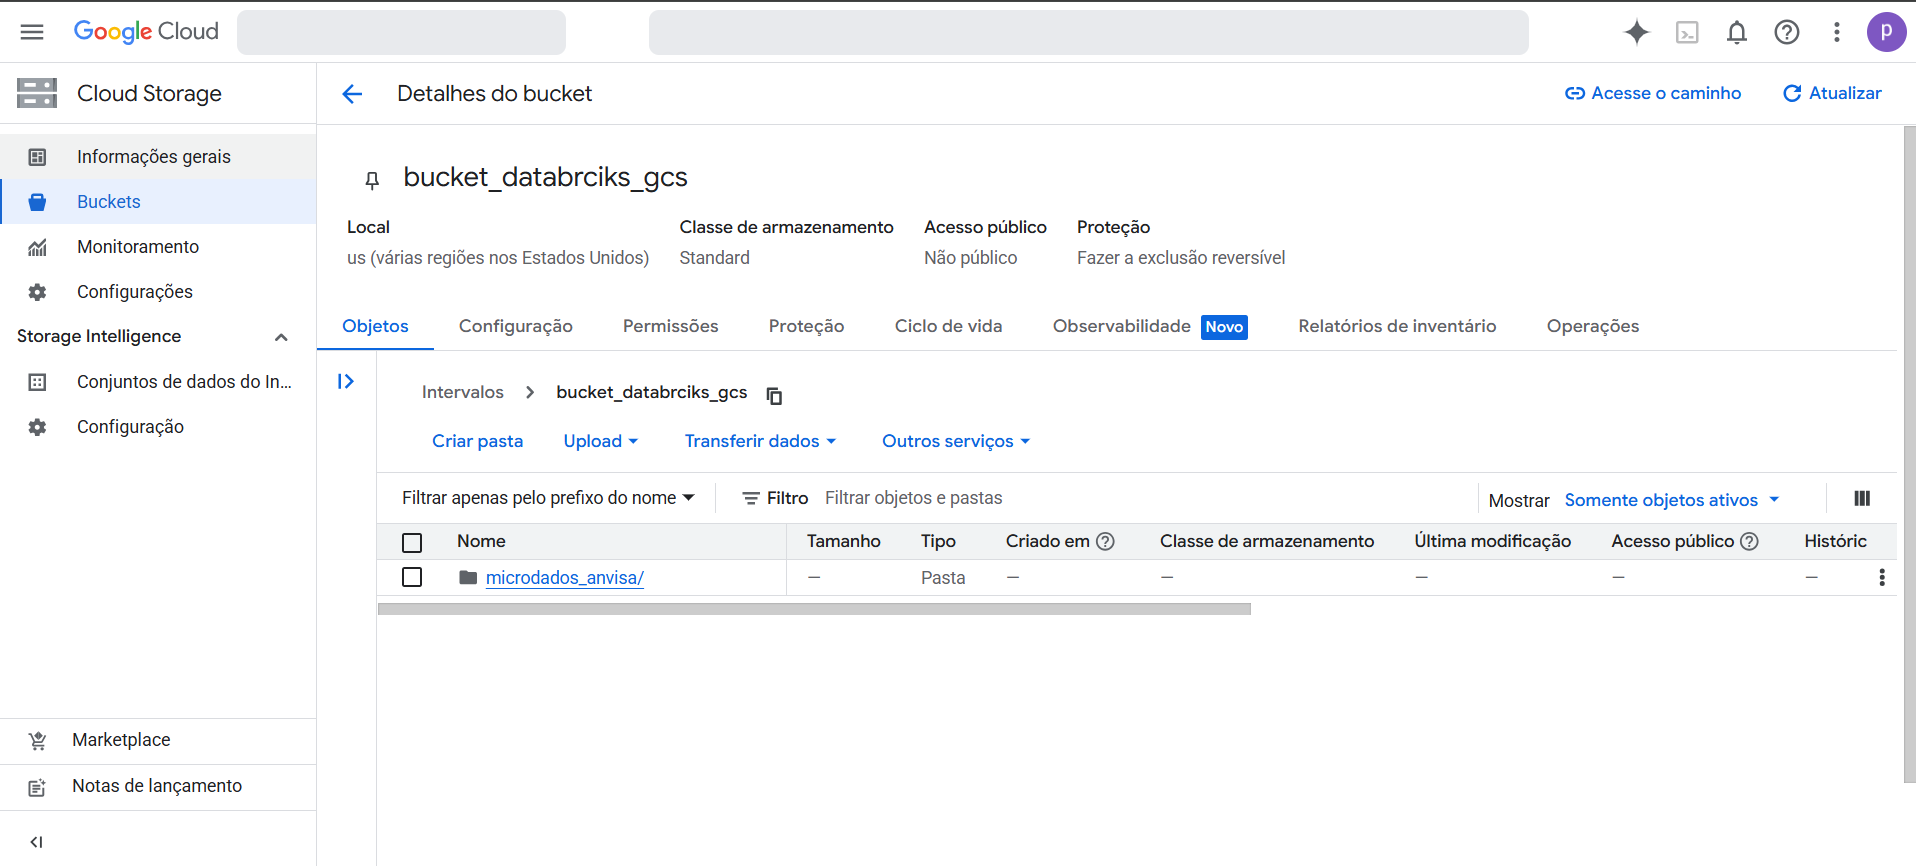 Google Cloud
p
Cloud Storage
Detalhes do bucket
Acesse o caminho
Atualizar
Informações gerais
Buckets
Monitoramento
Configurações
Storage Intelligence
Conjuntos de dados do In...
Configuração
Marketplace
Notas de lançamento
bucket_databrciks_gcs
Local
us (várias regiões nos Estados Unidos)
Classe de armazenamento
Standard
Acesso público
Não público
Proteção
Fazer a exclusão reversível
Objetos
Configuração
Permissões
Proteção
Ciclo de vida
Observabilidade Novo
Relatórios de inventário
Operações
Intervalos > bucket_databrciks_gcs
Criar pasta
Upload
Transferir dados
Outros serviços
Filtrar apenas pelo prefixo do nome
Filtro Filtrar objetos e pastas
Mostrar Somente objetos ativos
Nome Tamanho Tipo Criado em Classe de armazenamento Última modificação Acesso público Históric
microdados_anvisa/ — Pasta — — — — —